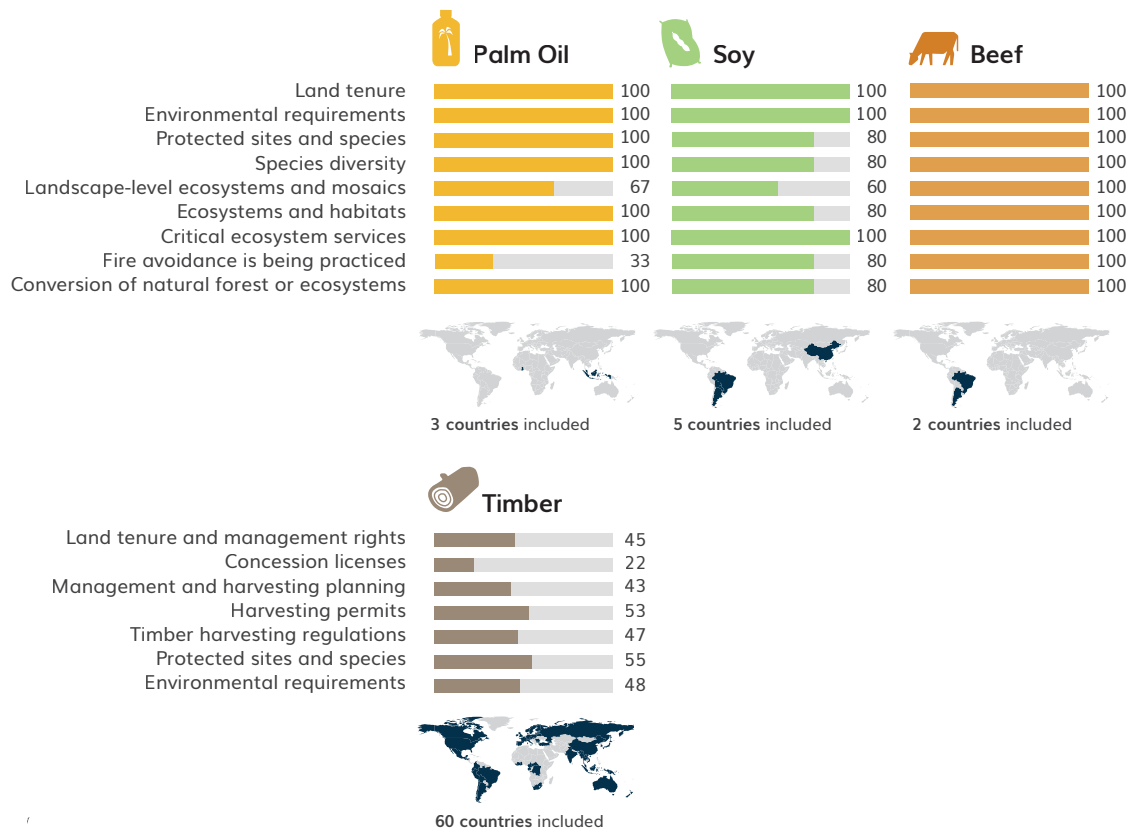 Palm Oil Soy Beef
Land tenure 100 100 100
Environmental requirements 100 100 100
Protected sites and species 100 80 100
Species diversity 100 80 100
Landscape-level ecosystems and mosaics 67 60 100
Ecosystems and habitats 100 80 100
Critical ecosystem services 100 100 100
Fire avoidance is being practiced 33 80 100
Conversion of natural forest or ecosystems 100 80 100
3 countries included 5 countries included 2 countries included
Timber
Land tenure and management rights 45
Concession licenses 22
Management and harvesting planning 43
Harvesting permits 53
Timber harvesting regulations 47
Protected sites and species 55
Environmental requirements 48
60 countries included